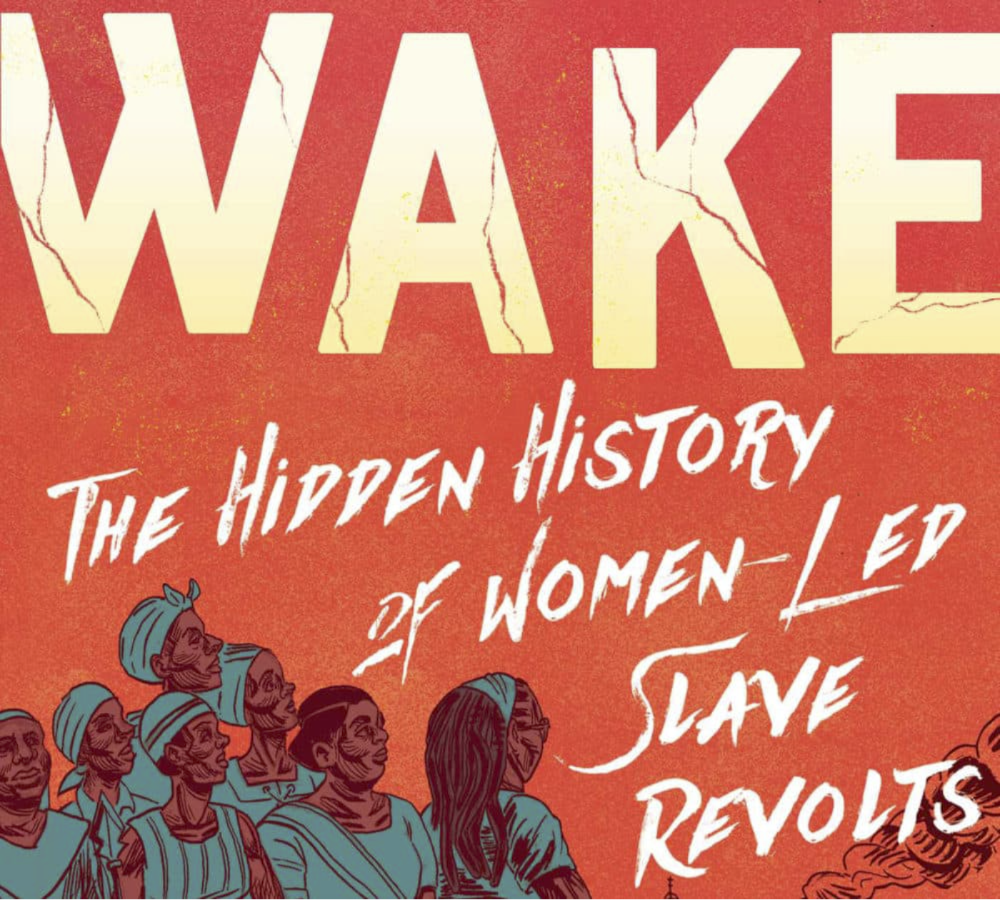 WAKE
THE HiDDEN HiSTORY
OF WOMEN-LED
SLAVE
REVOLTS